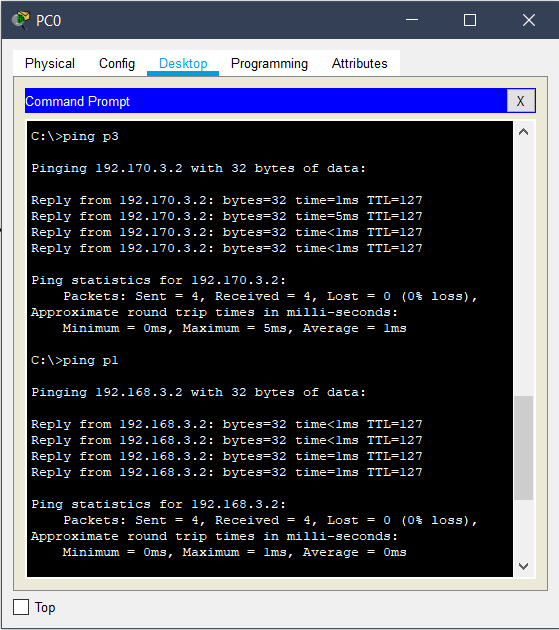 PC0
Physical Config Desktop Programming Attributes
Command Prompt
X
C:\>ping p3
Pinging 192.170.3.2 with 32 bytes of data:
Reply from 192.170.3.2: bytes=32 time=1ms TTL=127
Reply from 192.170.3.2: bytes=32 time=5ms TTL=127
Reply from 192.170.3.2: bytes=32 time<1ms TTL=127
Reply from 192.170.3.2: bytes=32 time<1ms TTL=127
Ping statistics for 192.170.3.2:
Packets: Sent = 4, Received = 4, Lost = 0 (0% loss),
Approximate round trip times in milli-seconds:
Minimum = 0ms, Maximum = 5ms, Average = 1ms
C:\>ping p1
Pinging 192.168.3.2 with 32 bytes of data:
Reply from 192.168.3.2: bytes=32 time<1ms TTL=127
Reply from 192.168.3.2: bytes=32 time<1ms TTL=127
Reply from 192.168.3.2: bytes=32 time=1ms TTL=127
Reply from 192.168.3.2: bytes=32 time=1ms TTL=127
Ping statistics for 192.168.3.2:
Packets: Sent = 4, Received = 4, Lost = 0 (0% loss),
Approximate round trip times in milli-seconds:
Minimum = 0ms, Maximum = 1ms, Average = 0ms
Top